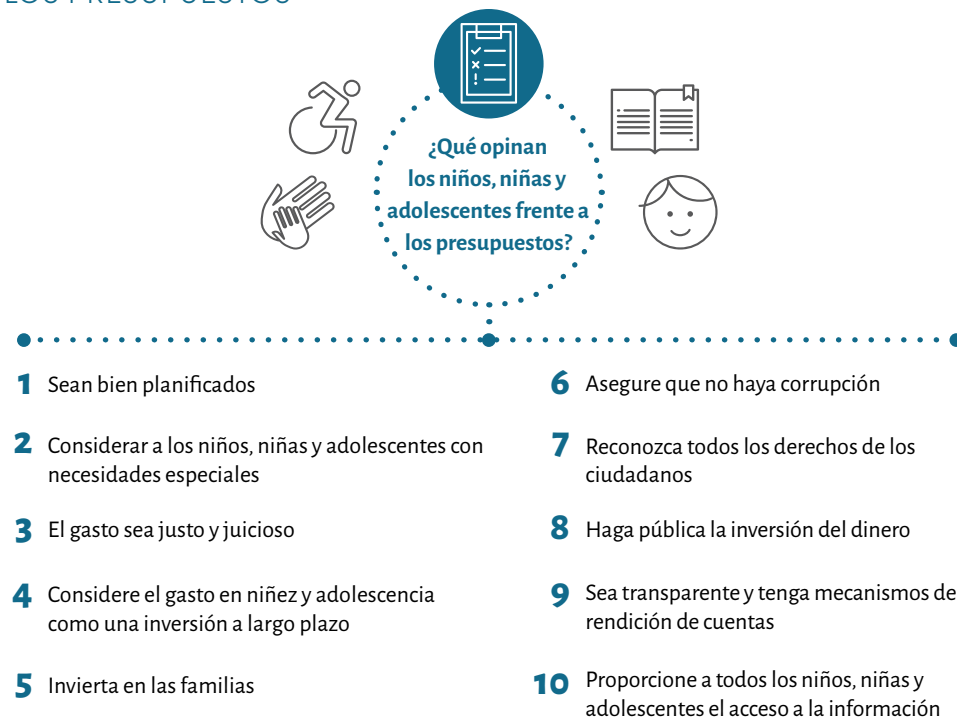 LOS PRESUPUESTOS
¿Qué opinan
los niños, niñas y
adolescentes frente a
los presupuestos?
1 Sean bien planificados
2 Considerar a los niños, niñas y adolescentes con
necesidades especiales
3 El gasto sea justo y juicioso
4 Considere el gasto en niñez y adolescencia
como una inversión a largo plazo
5 Invierta en las familias
6 Asegure que no haya corrupción
7 Reconozca todos los derechos de los
ciudadanos
8 Haga pública la inversión del dinero
9 Sea transparente y tenga mecanismos de
rendición de cuentas
10 Proporcione a todos los niños, niñas y
adolescentes el acceso a la información